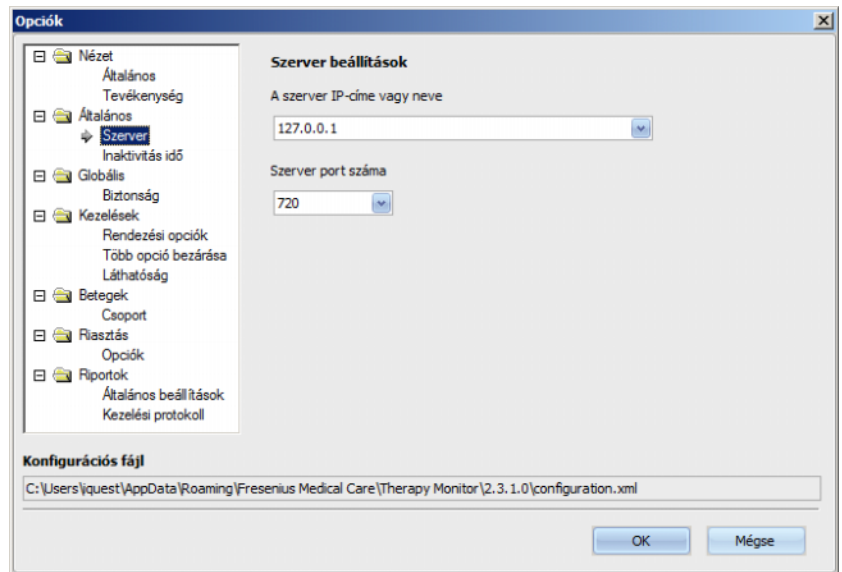 Opciók
Nézet
Általános
Tevékenység
Általános
Szerver
Inaktivitás idő
Globális
Biztonság
Kezelések
Rendezési opciók
Több opció bezárása
Láthatóság
Betegek
Csoport
Riasztás
Opciók
Riportok
Általános beállítások
Kezelési protokoll
Szerver beállítások
A szerver IP-címe vagy neve
127.0.0.1
Szerver port száma
720
Konfigurációs fájl
C:\Users\iquest\AppData\Roaming\Fresenius Medical Care\Therapy Monitor\2.3.1.0\configuration.xml
OK
Mégse